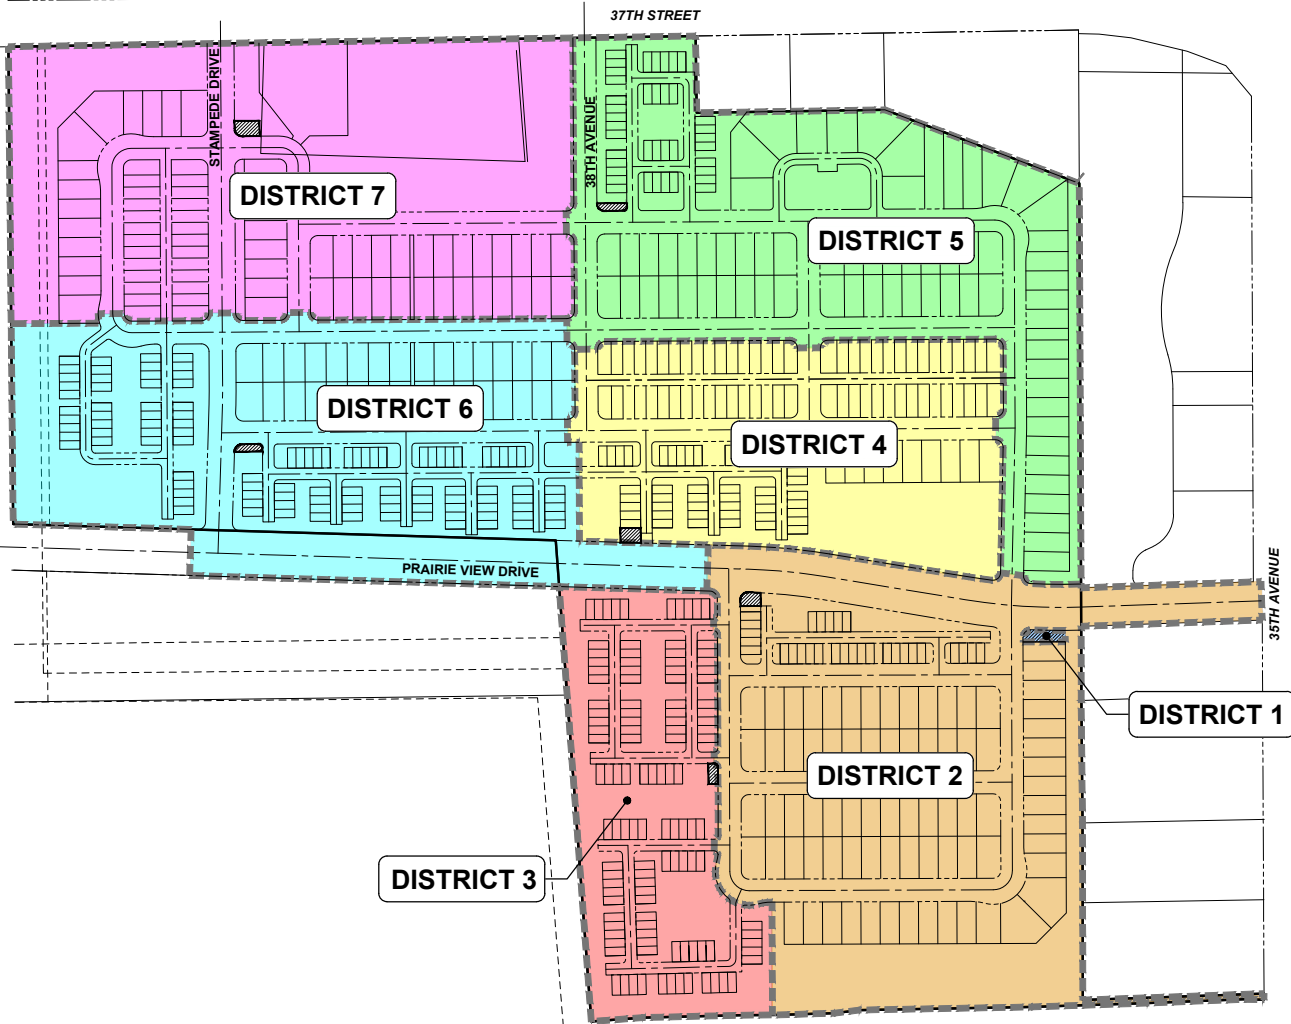 37TH STREET
STAMPEDE DRIVE
38TH AVENUE
DISTRICT 7
DISTRICT 5
DISTRICT 6
DISTRICT 4
PRAIRIE VIEW DRIVE
35TH AVENUE
DISTRICT 1
DISTRICT 2
DISTRICT 3